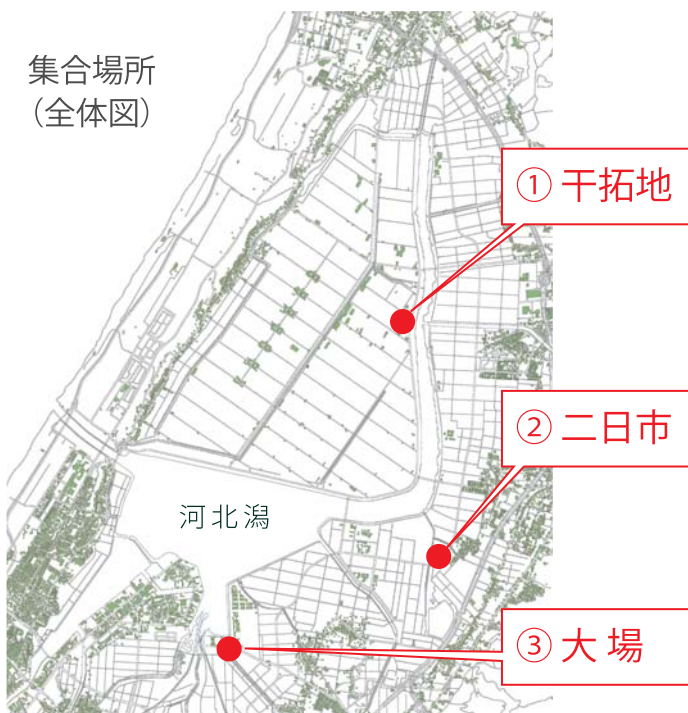 集合場所
（全体図）
① 干拓地
② 二日市
河北潟
③ 大 場